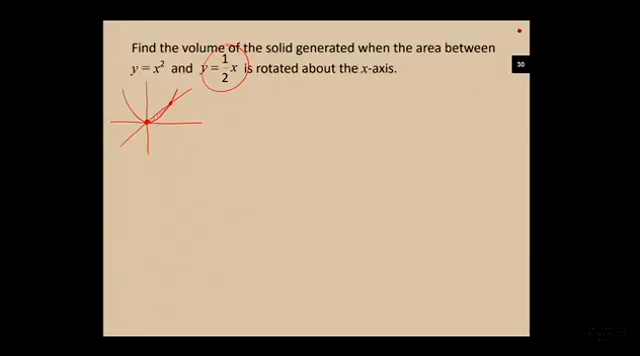 Find the volume of the solid generated when the area between
y = x² and y = 1/2 x is rotated about the x-axis.
30